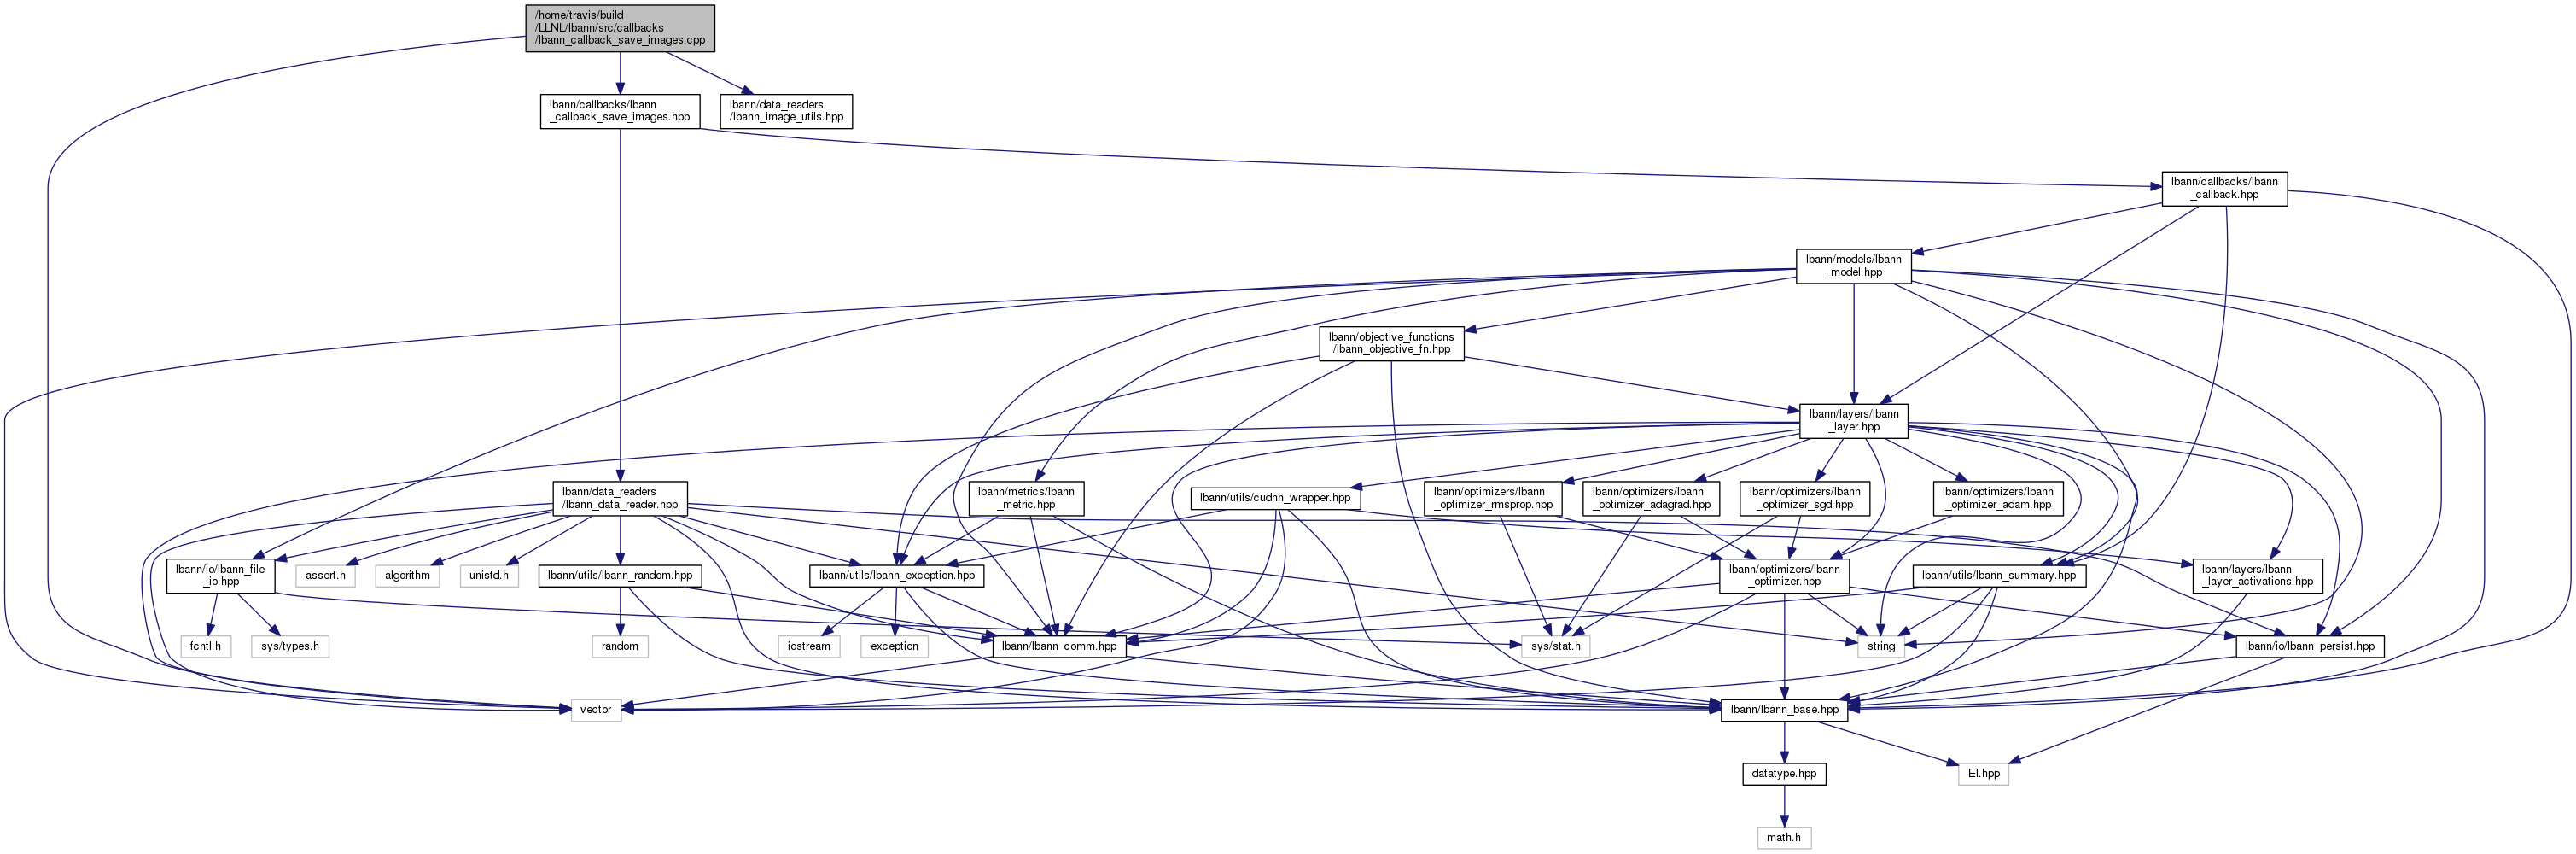 /home/travis/build
/LLNL/lbann/src/callbacks
/lbann_callback_save_images.cpp
lbann/callbacks/lbann
_callback_save_images.hpp
lbann/data_readers
/lbann_image_utils.hpp
lbann/callbacks/lbann
_callback.hpp
lbann/models/lbann
_model.hpp
lbann/objective_functions
/lbann_objective_fn.hpp
lbann/layers/lbann
_layer.hpp
lbann/data_readers
/lbann_data_reader.hpp
lbann/metrics/lbann
_metric.hpp
lbann/utils/cudnn_wrapper.hpp
lbann/optimizers/lbann
_optimizer_rmsprop.hpp
lbann/optimizers/lbann
_optimizer_adagrad.hpp
lbann/optimizers/lbann
_optimizer_sgd.hpp
lbann/optimizers/lbann
_optimizer_adam.hpp
lbann/io/lbann_file
_io.hpp
assert.h
algorithm
unistd.h
lbann/utils/lbann_random.hpp
lbann/utils/lbann_exception.hpp
lbann/optimizers/lbann
_optimizer.hpp
lbann/utils/lbann_summary.hpp
lbann/layers/lbann
_layer_activations.hpp
fcntl.h
sys/types.h
random
iostream
exception
lbann/lbann_comm.hpp
sys/stat.h
string
lbann/io/lbann_persist.hpp
vector
lbann/lbann_base.hpp
datatype.hpp
El.hpp
math.h